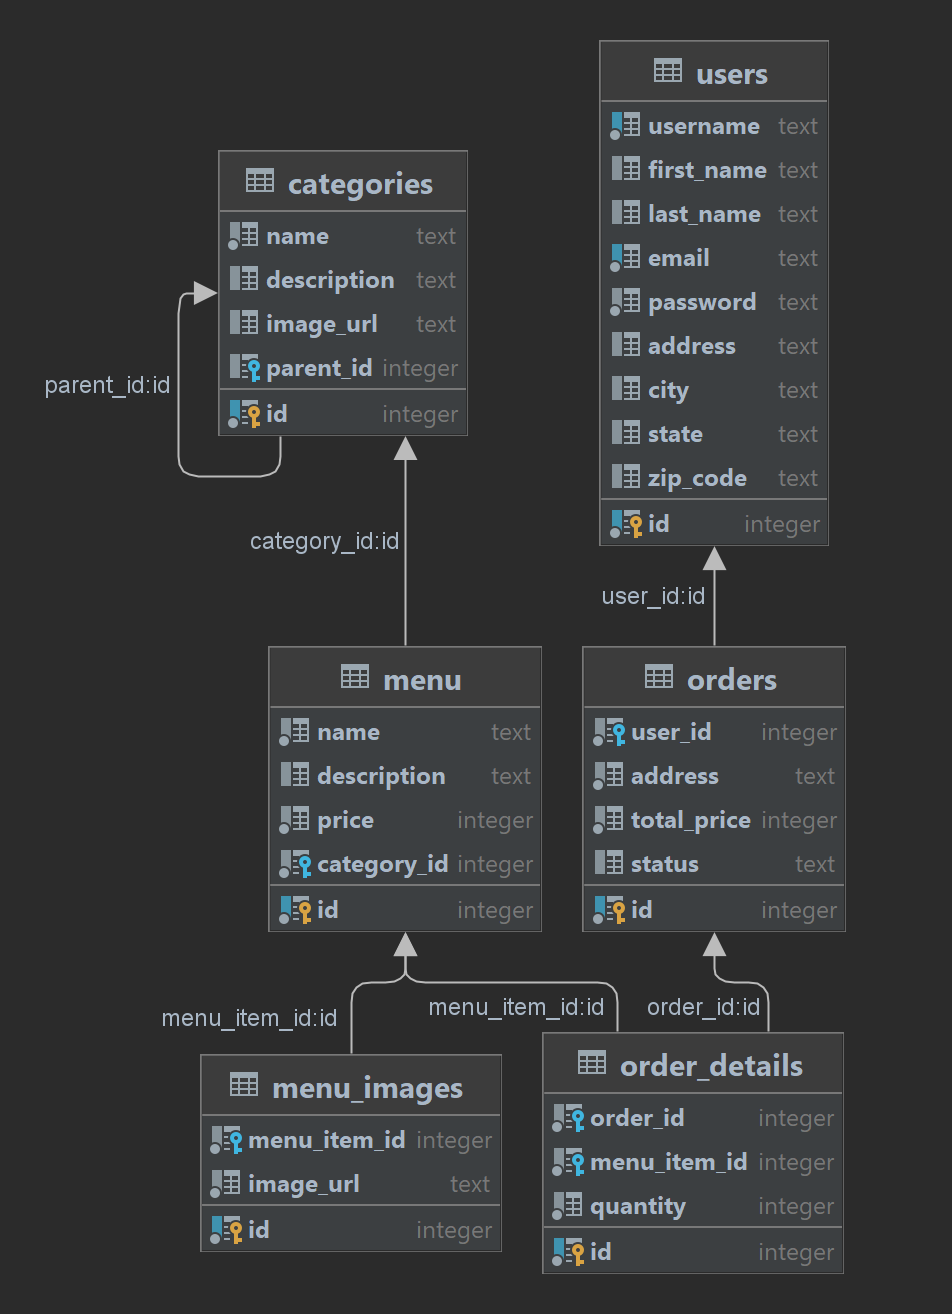 users
username text
first_name text
last_name text
email text
password text
address text
city text
state text
zip_code text
id integer
categories
name text
description text
image_url text
parent_id integer
id integer
parent_id:id
category_id:id
user_id:id
menu
name text
description text
price integer
category_id integer
id integer
orders
user_id integer
address text
total_price integer
status text
id integer
menu_item_id:id
menu_item_id:id
order_id:id
menu_images
menu_item_id integer
image_url text
id integer
order_details
order_id integer
menu_item_id integer
quantity integer
id integer